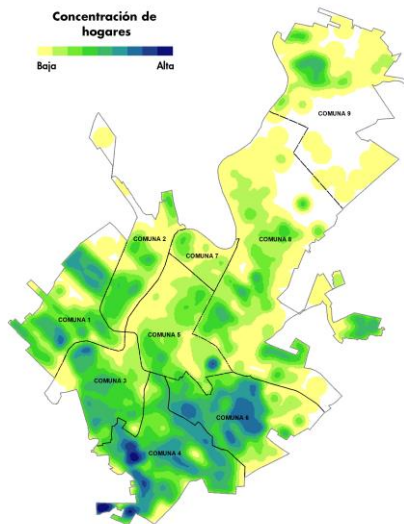 Concentración de
hogares
Baja
Alta
COMUNA 9
COMUNA 2
COMUNA 7
COMUNA 8
COMUNA 1
COMUNA 5
COMUNA 3
COMUNA 6
COMUNA 4